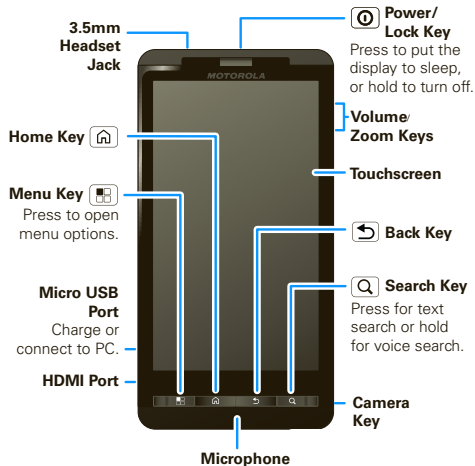 3.5mm
Headset
Jack
Power/
Lock Key
Press to put the
display to sleep,
or hold to turn off.
MOTOROLA
Volume/
Zoom Keys
Home Key
Touchscreen
Menu Key
Press to open
menu options.
Back Key
Search Key
Press for text
search or hold
for voice search.
Micro USB
Port
Charge or
connect to PC.
HDMI Port
Camera
Key
Microphone